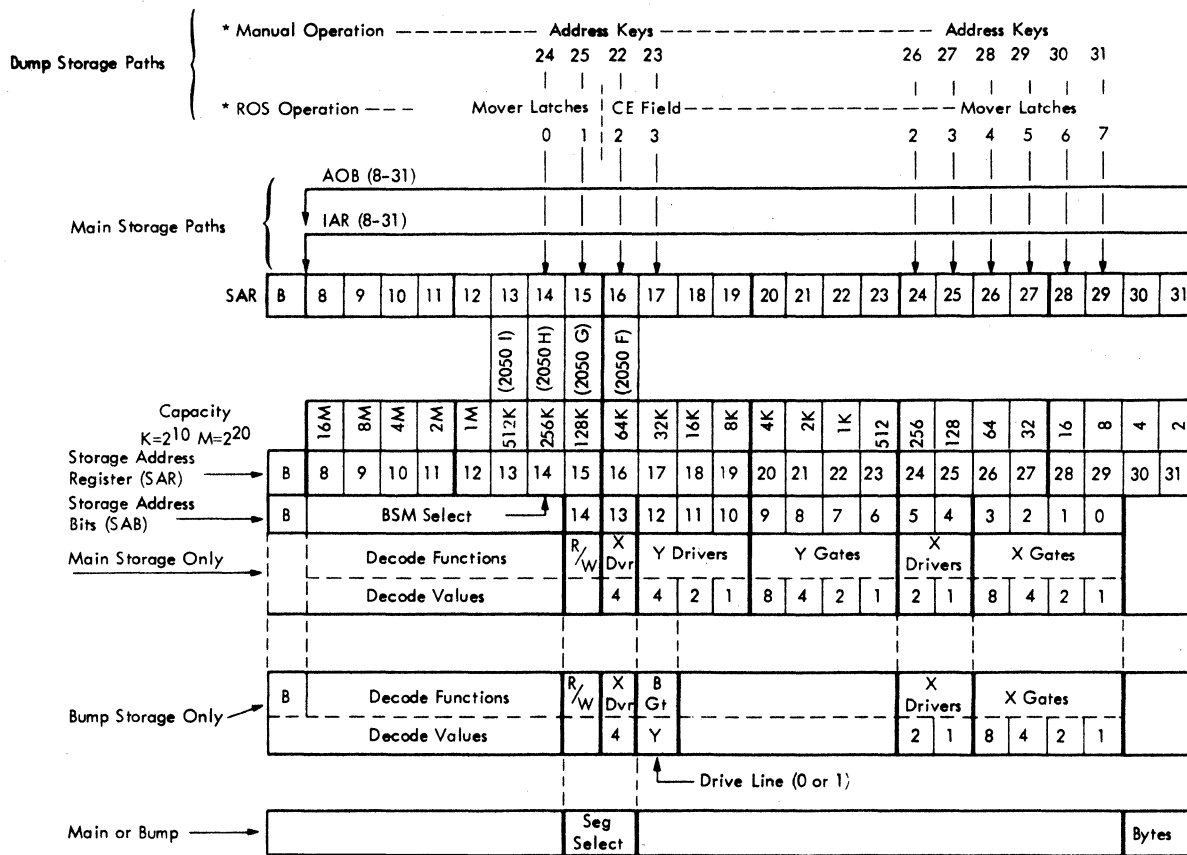 * Manual Operation Address Keys Address Keys
24 25 22 23 26 27 28 29 30 31
Bump Storage Paths
* ROS Operation Mover Latches CE Field Mover Latches
0 1 2 3 2 3 4 5 6 7
AOB (8-31)
Main Storage Paths
IAR (8-31)
SAR B 8 9 10 11 12 13 14 15 16 17 18 19 20 21 22 23 24 25 26 27 28 29 30 31
(2050 I) (2050 H) (2050 G) (2050 F)
Capacity
K=2^10 M=2^20
16M 8M 4M 2M 1M 512K 256K 128K 64K 32K 16K 8K 4K 2K 1K 512 256 128 64 32 16 8 4 2
Storage Address
Register (SAR)
B 8 9 10 11 12 13 14 15 16 17 18 19 20 21 22 23 24 25 26 27 28 29 30 31
Storage Address
Bits (SAB)
B BSM Select 14 13 12 11 10 9 8 7 6 5 4 3 2 1 0
Main Storage Only
Decode Functions R/W X Dvr Y Drivers Y Gates X Drivers X Gates
Decode Values 4 4 2 1 8 4 2 1 2 1 8 4 2 1
B Decode Functions R/W X Dvr B Gt X Drivers X Gates
Bump Storage Only
Decode Values 4 Y 2 1 8 4 2 1
Drive Line (0 or 1)
Main or Bump Seg Select Bytes